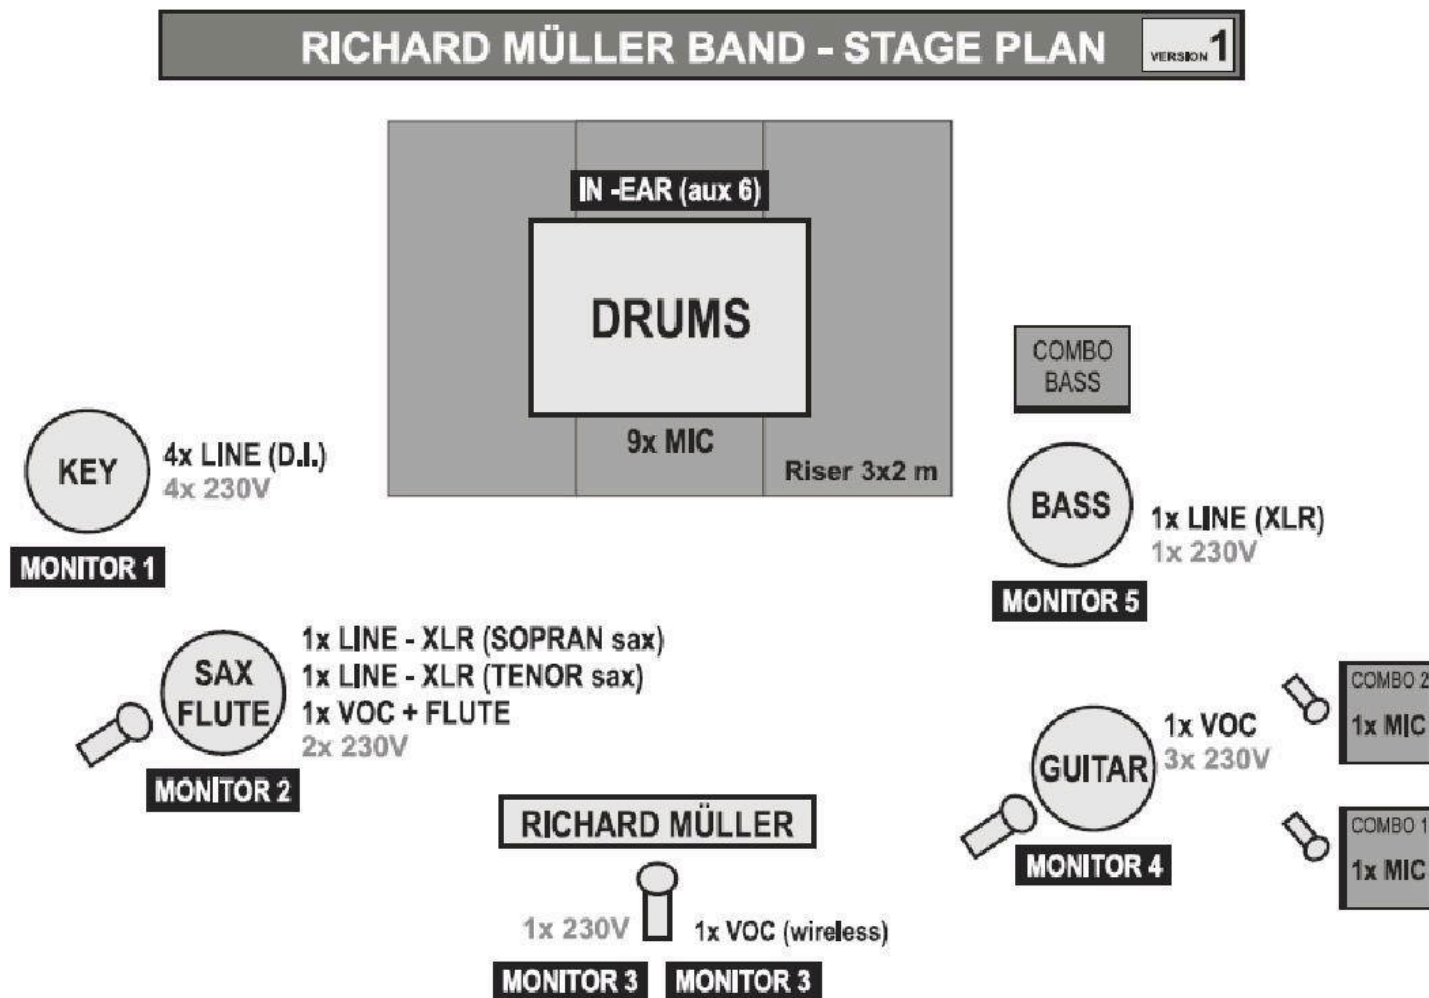 RICHARD MÜLLER BAND - STAGE PLAN
VERSION 1
IN -EAR (aux 6)
DRUMS
9x MIC
Riser 3x2 m
COMBO
BASS
KEY
4x LINE (D.I.)
4x 230V
MONITOR 1
BASS
1x LINE (XLR)
1x 230V
MONITOR 5
SAX
FLUTE
1x LINE - XLR (SOPRAN sax)
1x LINE - XLR (TENOR sax)
1x VOC + FLUTE
2x 230V
MONITOR 2
GUITAR
1x VOC
3x 230V
MONITOR 4
COMBO 2
1x MIC
COMBO 1
1x MIC
RICHARD MÜLLER
1x 230V
1x VOC (wireless)
MONITOR 3
MONITOR 3